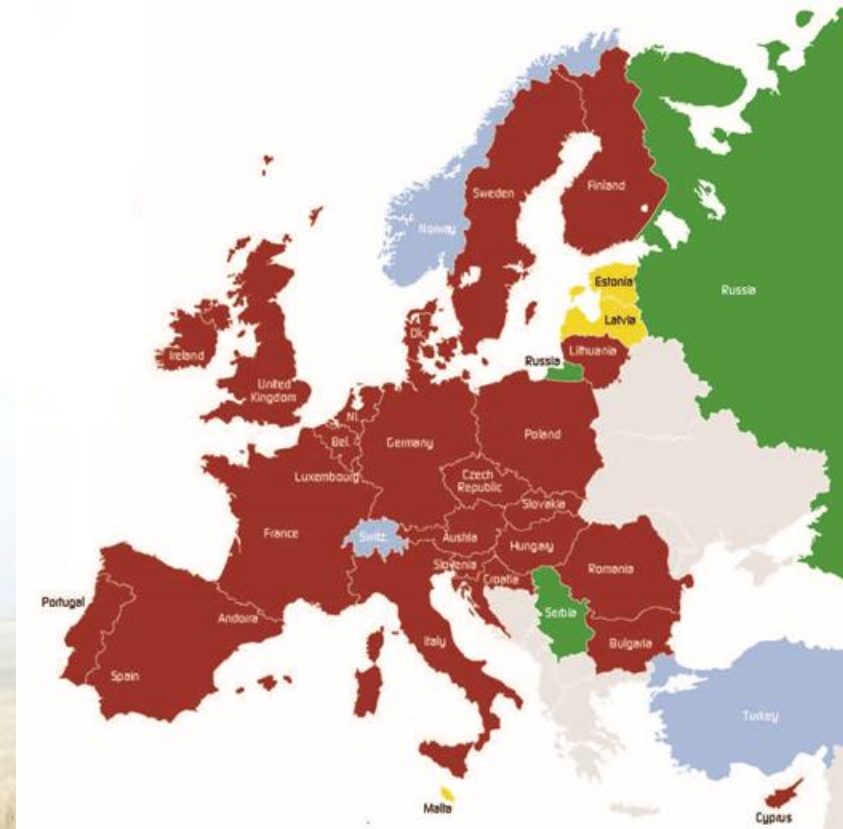 Sweden
Finland
Norway
Estonia
Russia
Latvia
Dk.
Lithuania
Russia
Ireland
United
Kingdom
Nl.
Bel.
Germany
Poland
Luxembourg
Czech
Republic
Slovakia
France
Switz.
Austria
Hungary
Slovenia
Croatia
Romania
Portugal
Andorra
Serbia
Italy
Bulgaria
Spain
Turkey
Malta
Cyprus